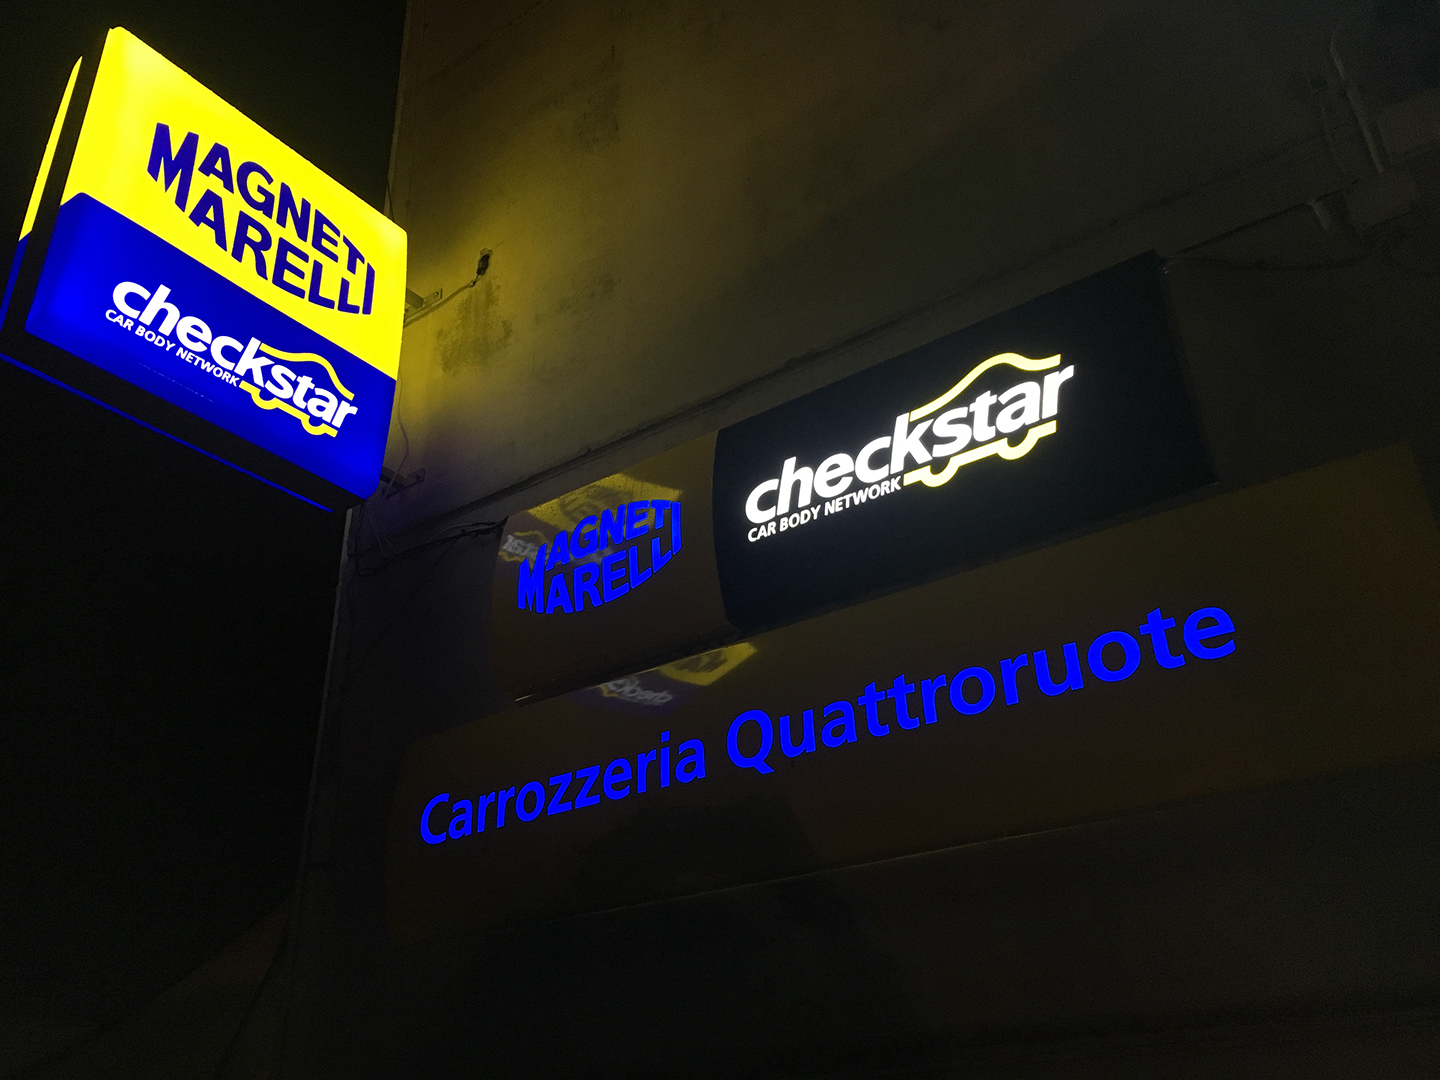 MAGNETI
MARELLI
checkstar
CAR BODY NETWORK
MAGNETI
MARELLI
checkstar
CAR BODY NETWORK
Carrozzeria Quattroruote